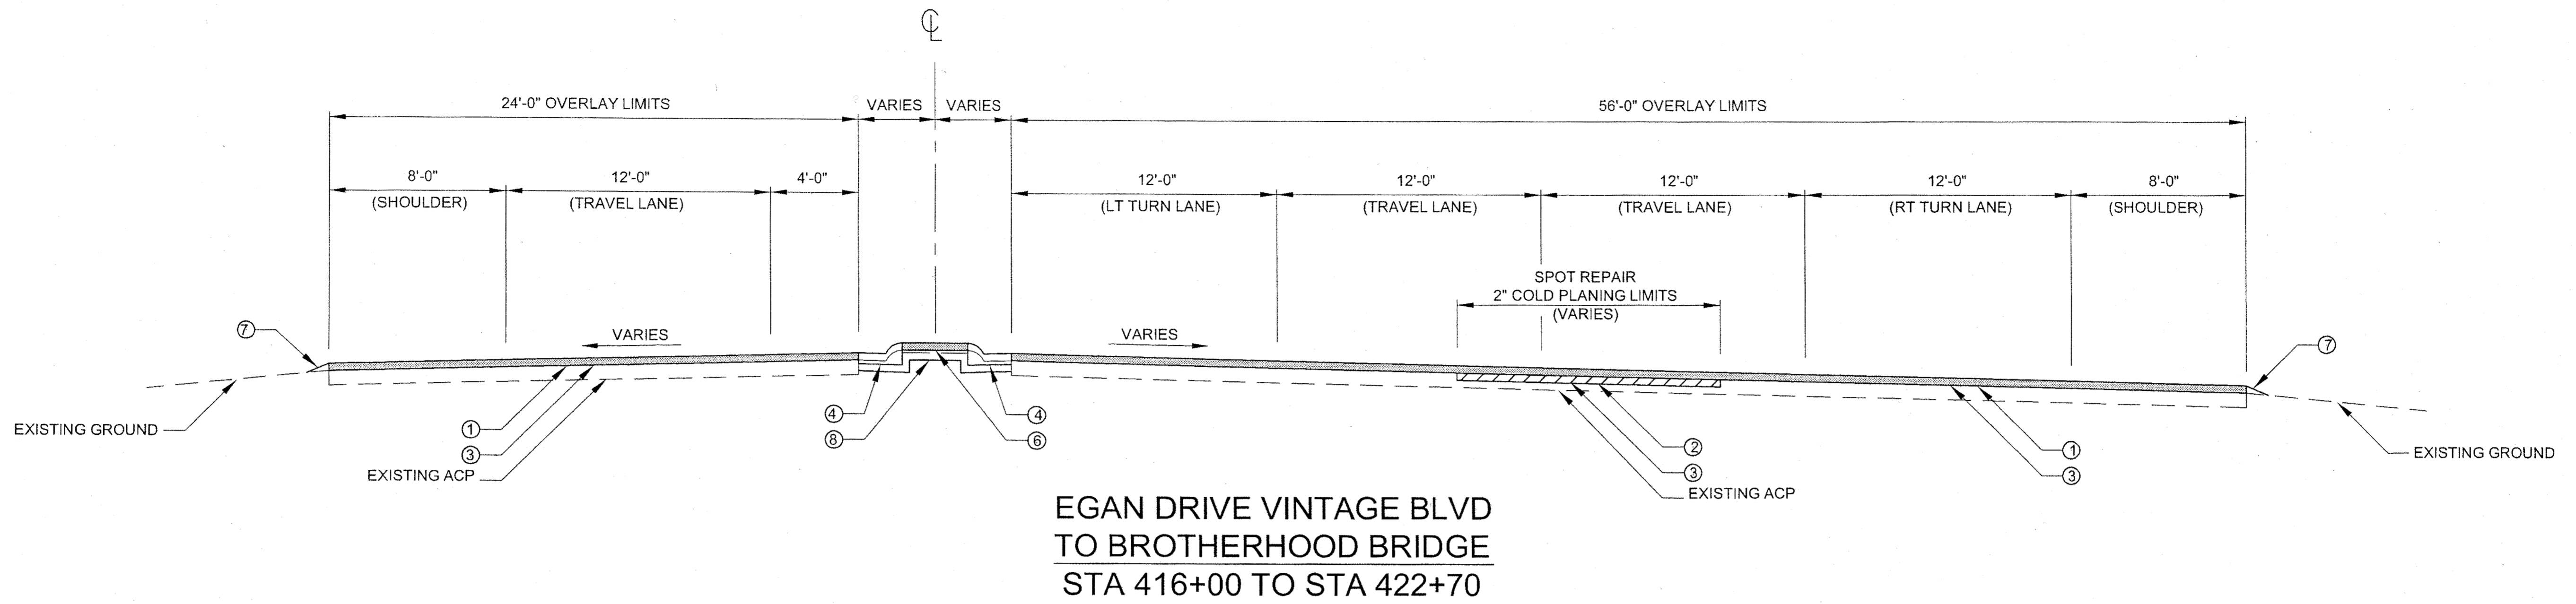 CL
24'-0" OVERLAY LIMITS
VARIES
VARIES
56'-0" OVERLAY LIMITS
8'-0"
(SHOULDER)
12'-0"
(TRAVEL LANE)
4'-0"
12'-0"
(LT TURN LANE)
12'-0"
(TRAVEL LANE)
12'-0"
(TRAVEL LANE)
12'-0"
(RT TURN LANE)
8'-0"
(SHOULDER)
SPOT REPAIR
2" COLD PLANING LIMITS
(VARIES)
7
VARIES
VARIES
7
EXISTING GROUND
1
3
EXISTING ACP
4
8
4
6
2
3
EXISTING ACP
1
3
EXISTING GROUND
EGAN DRIVE VINTAGE BLVD
TO BROTHERHOOD BRIDGE
STA 416+00 TO STA 422+70